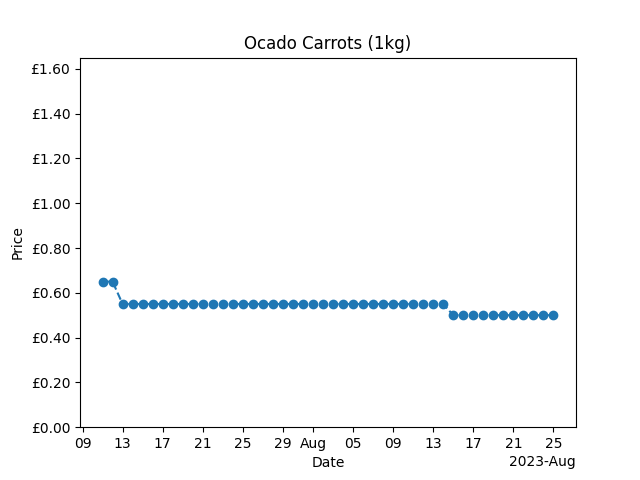 Ocado Carrots (1kg)
£1.60
£1.40
£1.20
£1.00
£0.80
£0.60
£0.40
£0.20
£0.00
Price
09 13 17 21 25 29 Aug 05 09 13 17 21 25
Date
2023-Aug